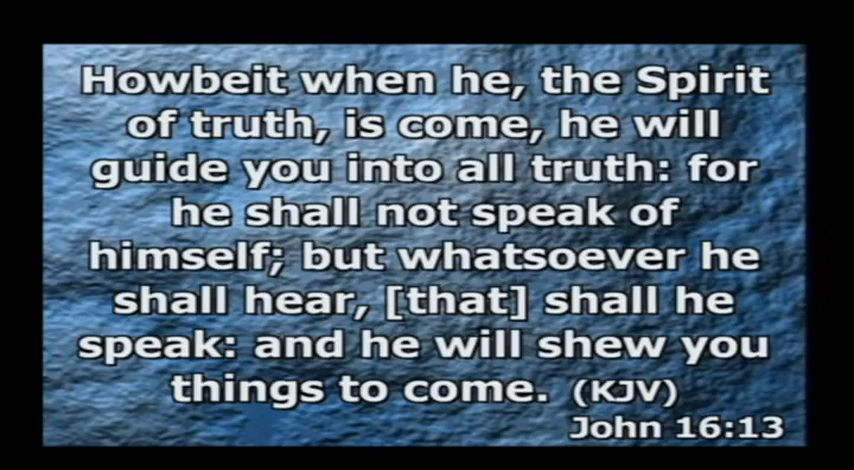 Howbeit when he, the Spirit
of truth, is come, he will
guide you into all truth: for
he shall not speak of
himself; but whatsoever he
shall hear, [that] shall he
speak: and he will shew you
things to come. (KJV)
John 16:13